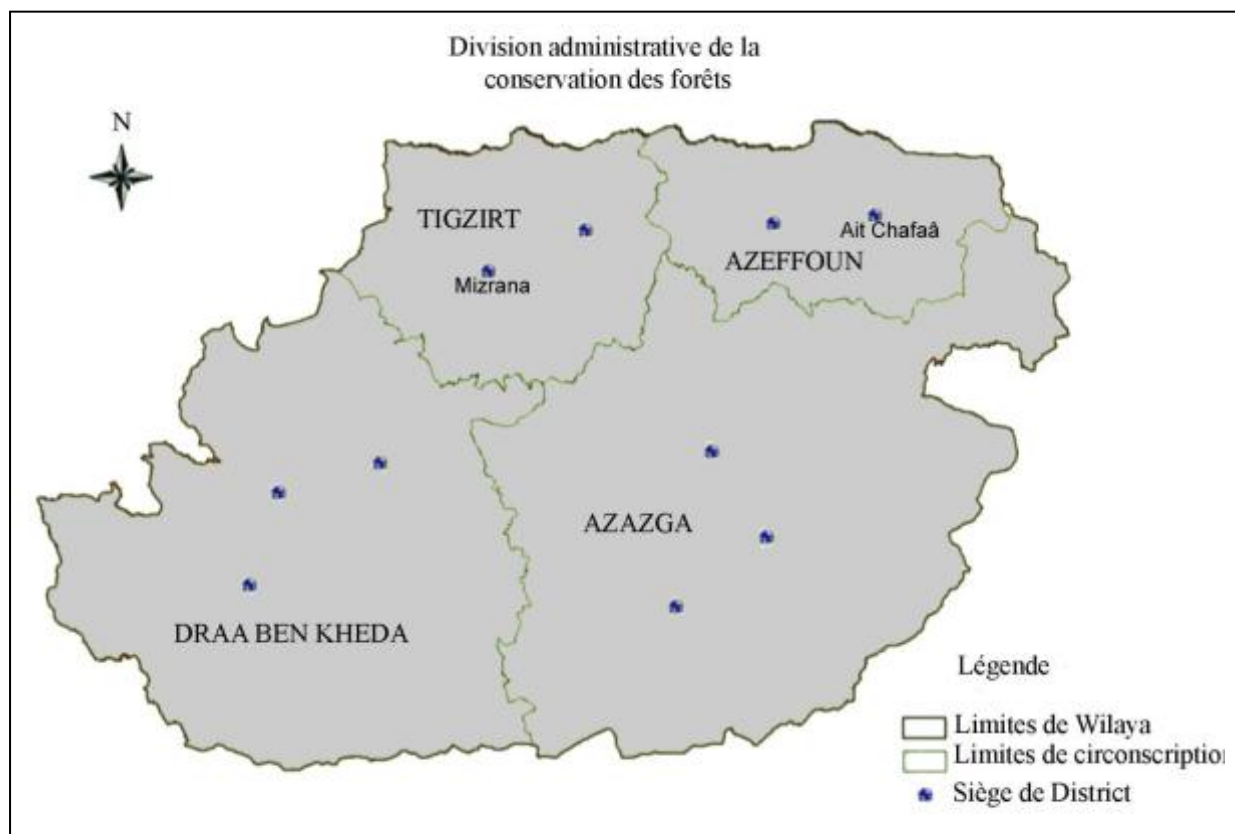 Division administrative de la
conservation des forêts
N
TIGZIRT
Mizrana
Ait Chafaâ
AZEFFOUN
AZAZGA
DRAA BEN KHEDA
Légende
Limites de Wilaya
Limites de circonscription
Siège de District